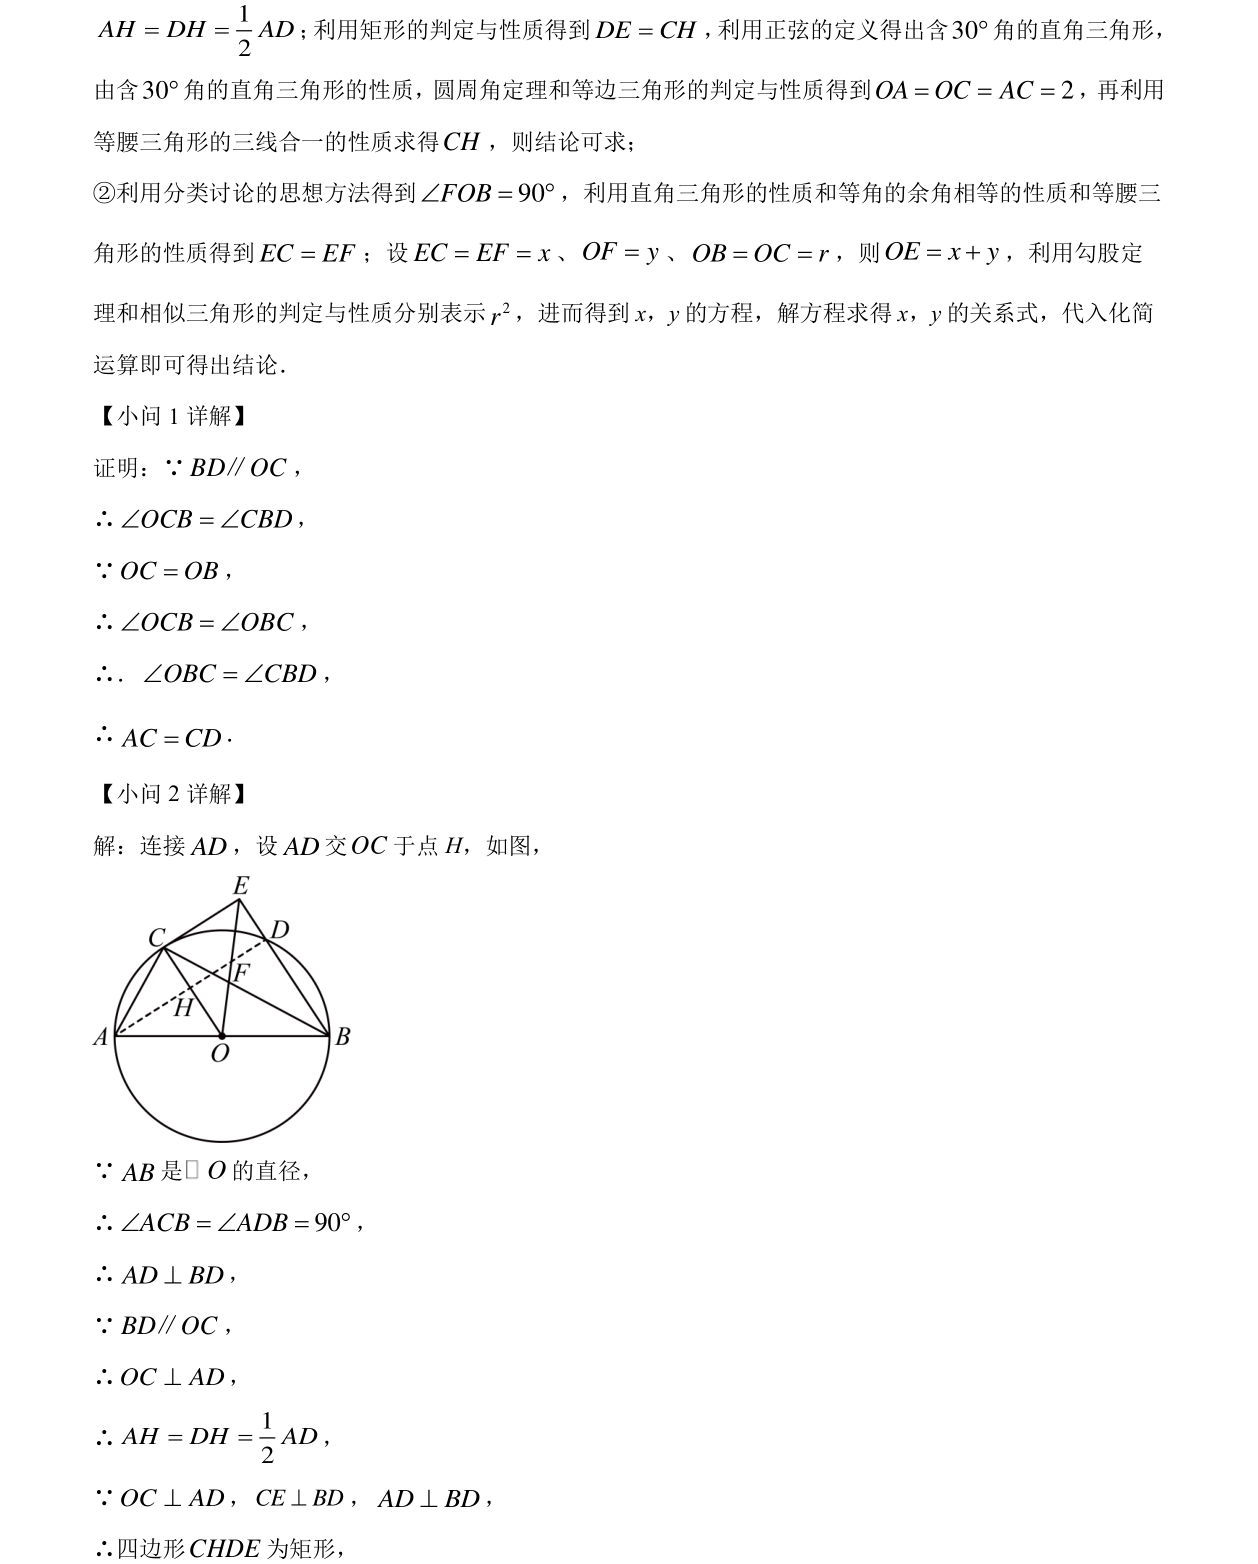 AH = DH = 1/2 AD；利用矩形的判定与性质得到 DE = CH，利用正弦的定义得出含 30° 角的直角三角形，
由含 30° 角的直角三角形的性质，圆周角定理和等边三角形的判定与性质得到 OA = OC = AC = 2，再利用
等腰三角形的三线合一的性质求得 CH，则结论可求；
②利用分类讨论的思想方法得到 ∠FOB = 90°，利用直角三角形的性质和等角的余角相等的性质和等腰三
角形的性质得到 EC = EF；设 EC = EF = x、OF = y、OB = OC = r，则 OE = x + y，利用勾股定
理和相似三角形的判定与性质分别表示 r²，进而得到 x，y 的方程，解方程求得 x，y 的关系式，代入化简
运算即可得出结论．
【小问 1 详解】
证明：∵ BD∥OC，
∴ ∠OCB = ∠CBD，
∵ OC = OB，
∴ ∠OCB = ∠OBC，
∴．∠OBC = ∠CBD，
∴ AC = CD．
【小问 2 详解】
解：连接 AD，设 AD 交 OC 于点 H，如图，
E
D
C
F
H
A
B
O
∵ AB 是□ O 的直径，
∴ ∠ACB = ∠ADB = 90°，
∴ AD ⊥ BD，
∵ BD∥OC，
∴ OC ⊥ AD，
∴ AH = DH = 1/2 AD，
∵ OC ⊥ AD，CE ⊥ BD，AD ⊥ BD，
∴四边形 CHDE 为矩形，